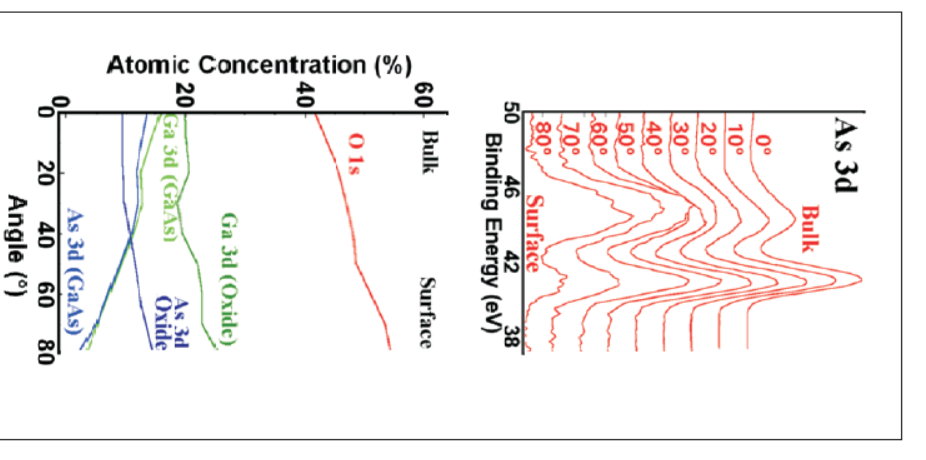 As 3d
Bulk
0°
10°
20°
30°
40°
50°
60°
70°
80°
Surface
50
46
42
38
Binding Energy (eV)
Atomic Concentration (%)
60
40
20
0
Bulk
Surface
O 1s
Ga 3d (Oxide)
Ga 3d (GaAs)
As 3d
Oxide
As 3d (GaAs)
0
20
40
60
80
Angle (°)